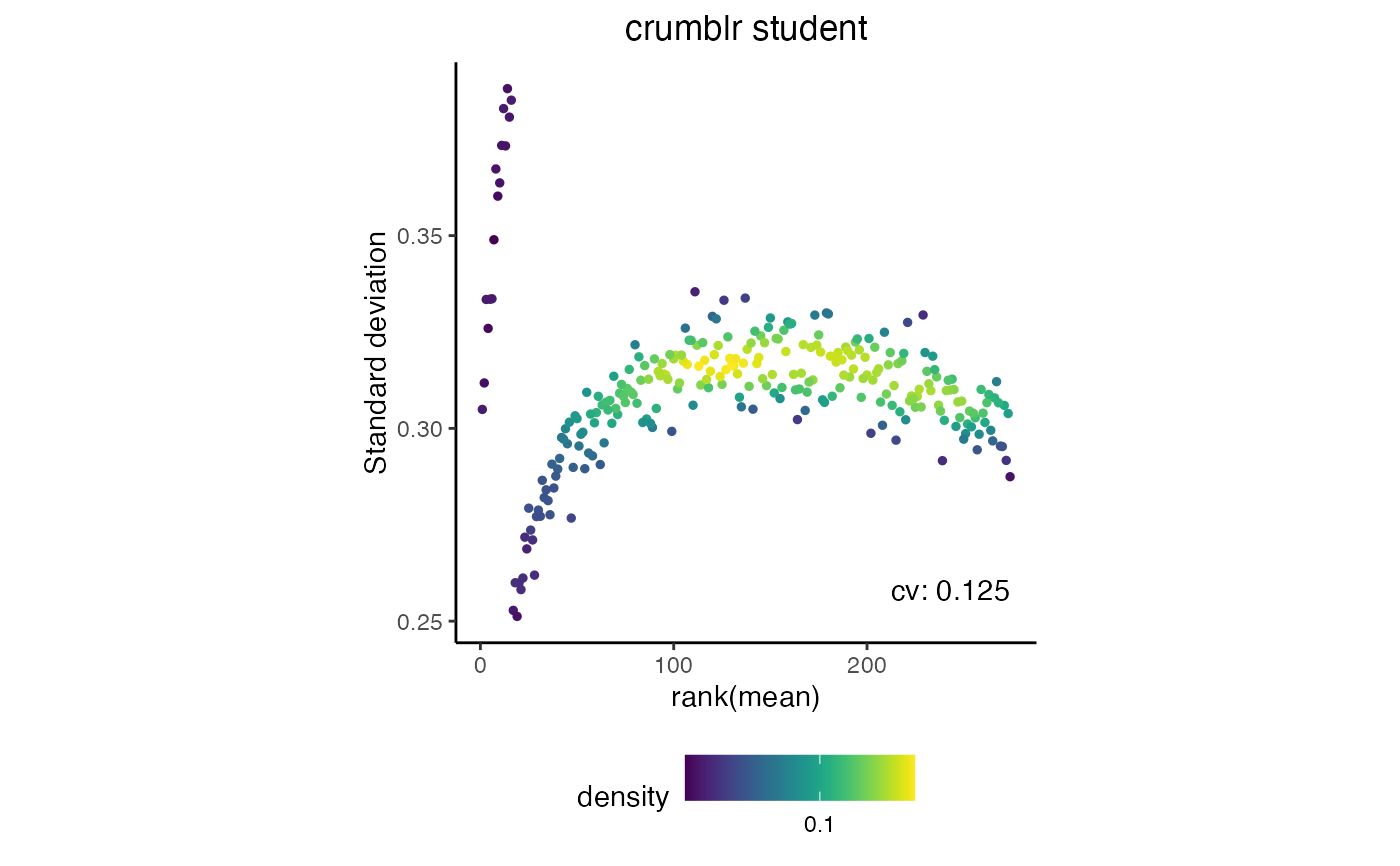 crumblr student
Standard deviation
0.35
0.30
0.25
cv: 0.125
0 100 200
rank(mean)
density
0.1